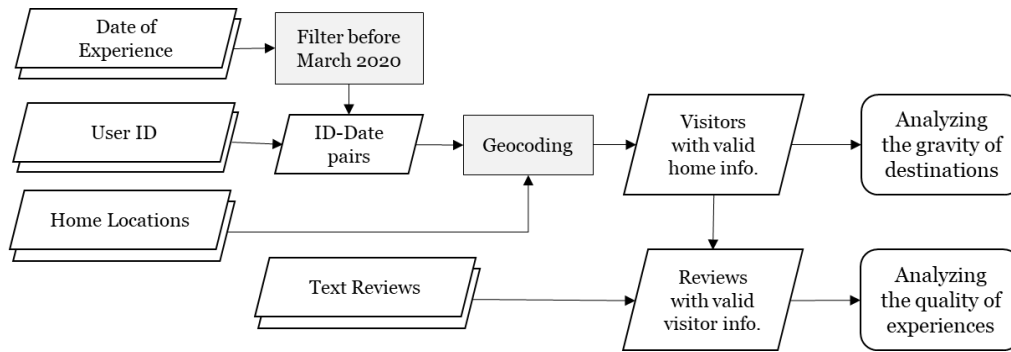 Date of
Experience
Filter before
March 2020
User ID
ID-Date
pairs
Geocoding
Visitors
with valid
home info.
Analyzing
the gravity of
destinations
Home Locations
Text Reviews
Reviews
with valid
visitor info.
Analyzing
the quality of
experiences